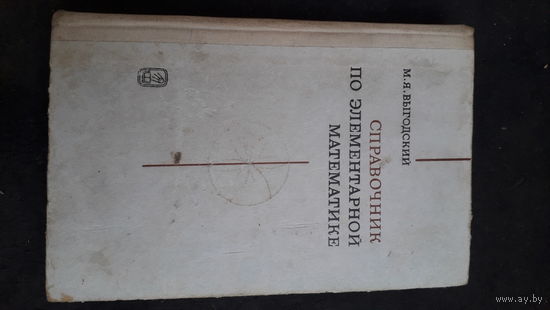 М.Я.ВЫГОДСКИЙ
СПРАВОЧНИК
ПО ЭЛЕМЕНТАРНОЙ
МАТЕМАТИКЕ
www.ay.by